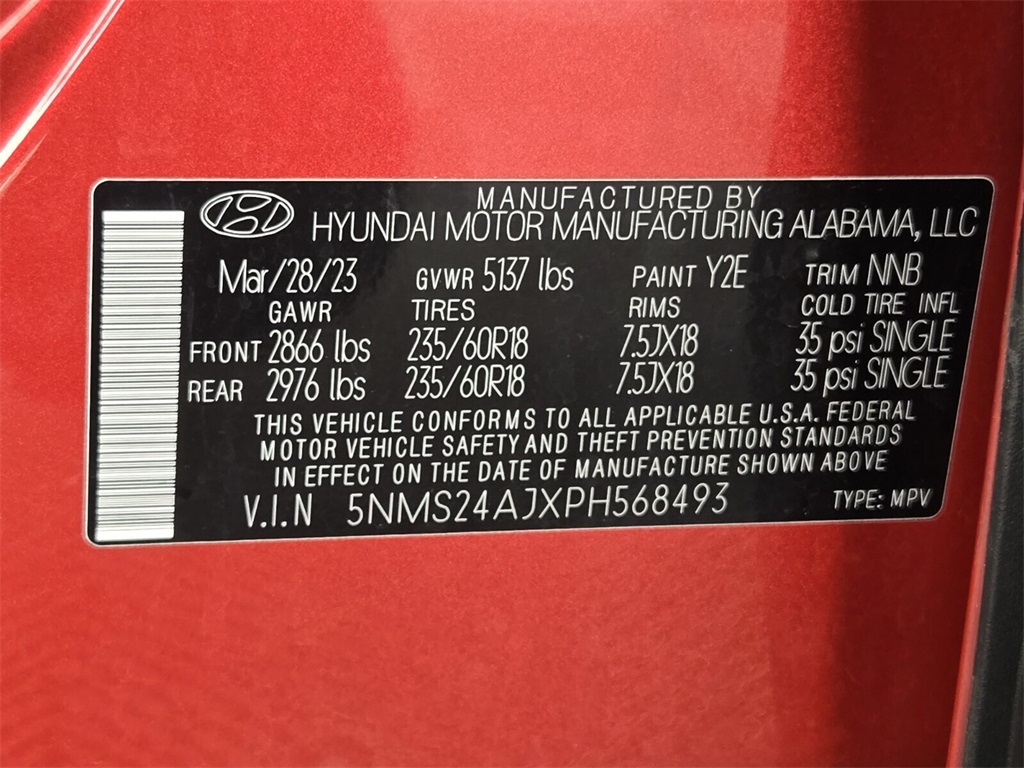 MANUFACTURED BY
HYUNDAI MOTOR MANUFACTURING ALABAMA, LLC
Mar/28/23 GVWR 5137 lbs PAINT Y2E TRIM NNB
GAWR TIRES RIMS COLD TIRE INFL
FRONT 2866 lbs 235/60R18 7.5JX18 35 psi SINGLE
REAR 2976 lbs 235/60R18 7.5JX18 35 psi SINGLE
THIS VEHICLE CONFORMS TO ALL APPLICABLE U.S.A. FEDERAL
MOTOR VEHICLE SAFETY AND THEFT PREVENTION STANDARDS
IN EFFECT ON THE DATE OF MANUFACTURE SHOWN ABOVE
V.I.N 5NMS24AJXPH568493 TYPE: MPV